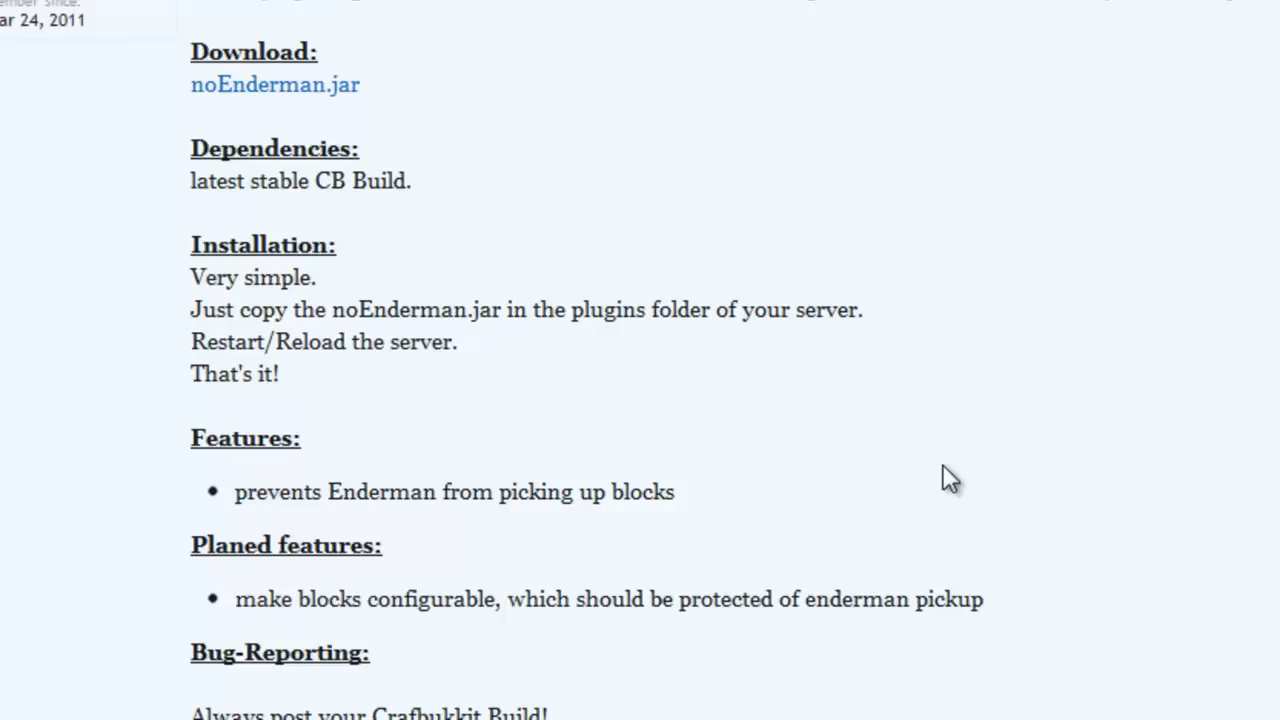 ar 24, 2011
Download:
noEnderman.jar
Dependencies:
latest stable CB Build.
Installation:
Very simple.
Just copy the noEnderman.jar in the plugins folder of your server.
Restart/Reload the server.
That's it!
Features:
• prevents Enderman from picking up blocks
Planed features:
• make blocks configurable, which should be protected of enderman pickup
Bug-Reporting:
Always post your Crafbukkit Build!